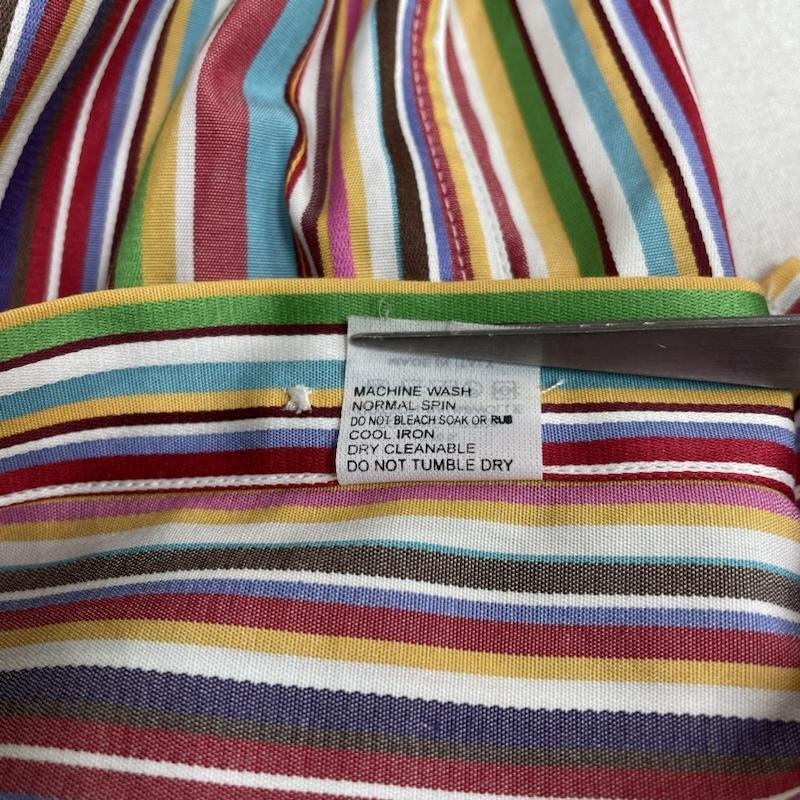 MACHINE WASH
NORMAL SPIN
DO NOT BLEACH SOAK OR RUB
COOL IRON
DRY CLEANABLE
DO NOT TUMBLE DRY